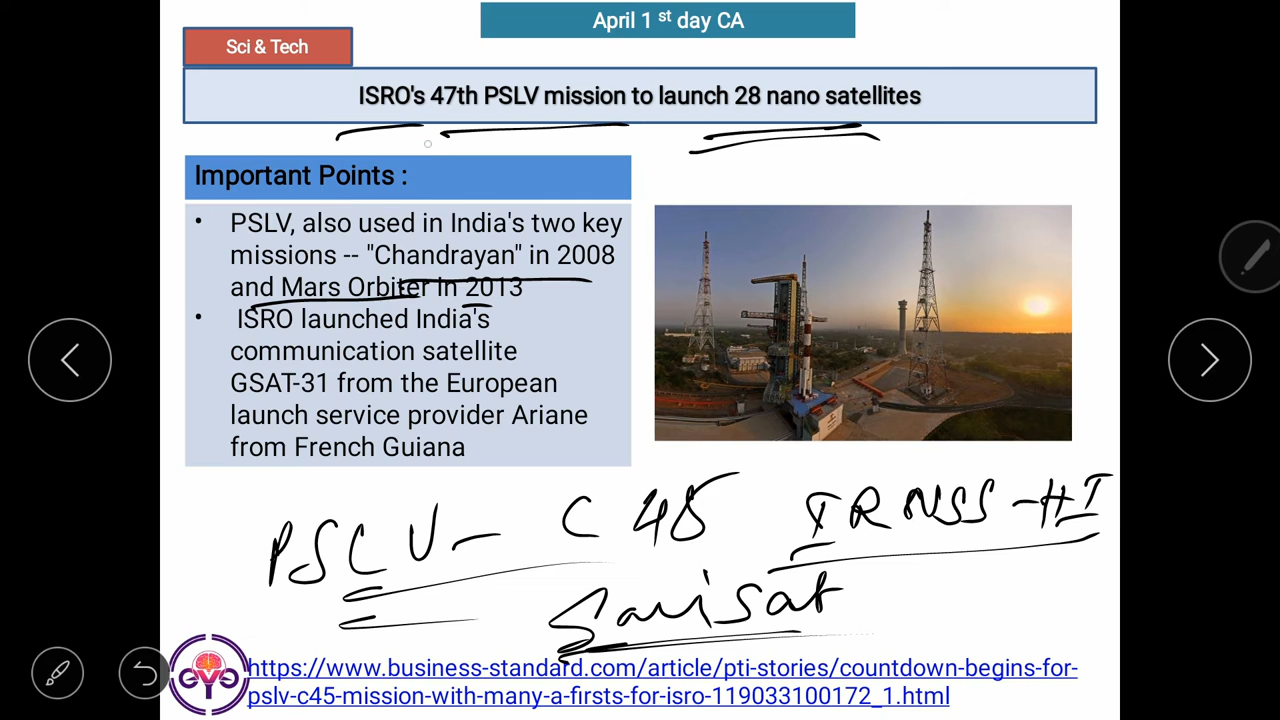 April 1 st day CA
Sci & Tech
ISRO's 47th PSLV mission to launch 28 nano satellites
Important Points :
• PSLV, also used in India's two key
missions -- "Chandrayan" in 2008
and Mars Orbiter in 2013
• ISRO launched India's
communication satellite
GSAT-31 from the European
launch service provider Ariane
from French Guiana
PSLV - C 45
IRNSS - HI
https://www.business-standard.com/article/pti-stories/countdown-begins-for-
pslv-c45-mission-with-many-a-firsts-for-isro-119033100172_1.html